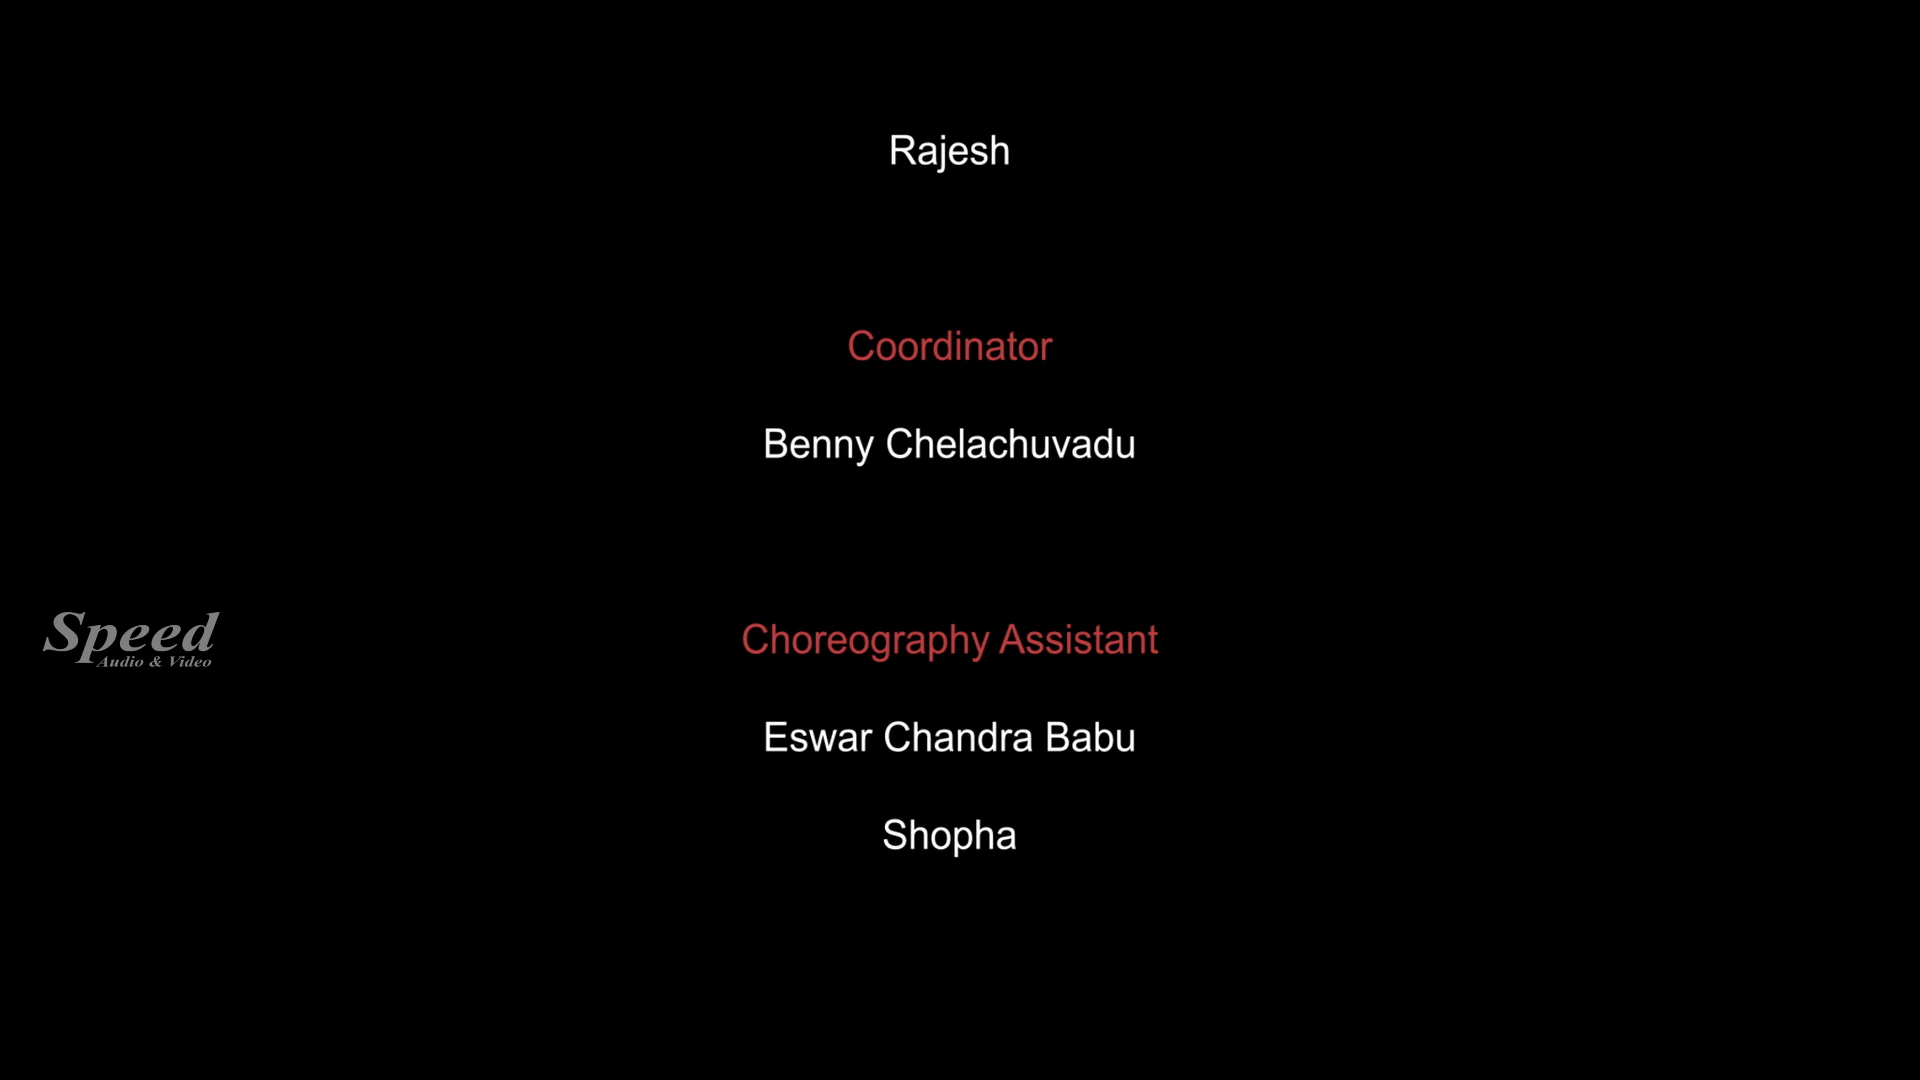 Rajesh
Coordinator
Benny Chelachuvadu
Speed
Audio & Video
Choreography Assistant
Eswar Chandra Babu
Shopha